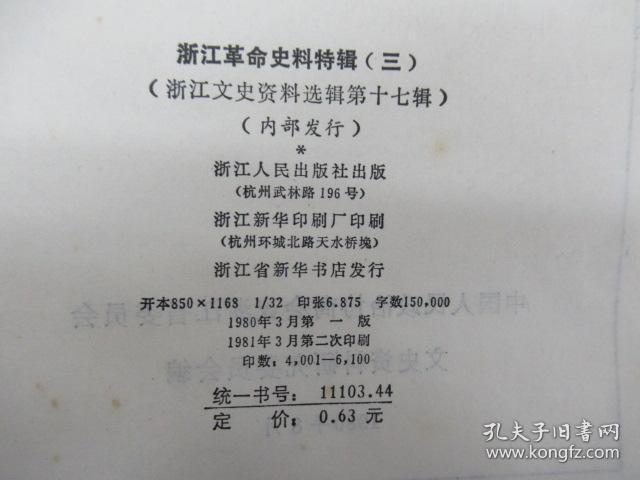 浙江革命史料特辑（三）
（浙江文史资料选辑第十七辑）
（内部发行）
*
浙江人民出版社出版
（杭州武林路196号）
浙江新华印刷厂印刷
（杭州环城北路天水桥堍）
浙江省新华书店发行
开本850×1168 1/32 印张6.875 字数150,000
1980年3月第一版
1981年3月第二次印刷
印数：4,001—6,100
统一书号：11103.44
定价：0.63元
孔夫子旧书网
www.kongfz.com